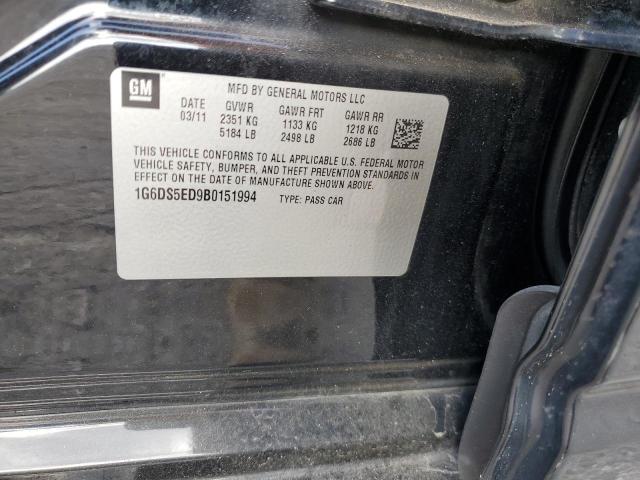 GM
MFD BY GENERAL MOTORS LLC
DATE GVWR GAWR FRT GAWR RR
03/11 2351 KG 1133 KG 1218 KG
5184 LB 2498 LB 2686 LB
THIS VEHICLE CONFORMS TO ALL APPLICABLE U.S. FEDERAL MOTOR
VEHICLE SAFETY, BUMPER, AND THEFT PREVENTION STANDARDS IN
EFFECT ON THE DATE OF MANUFACTURE SHOWN ABOVE.
1G6DS5ED9B0151994 TYPE: PASS CAR